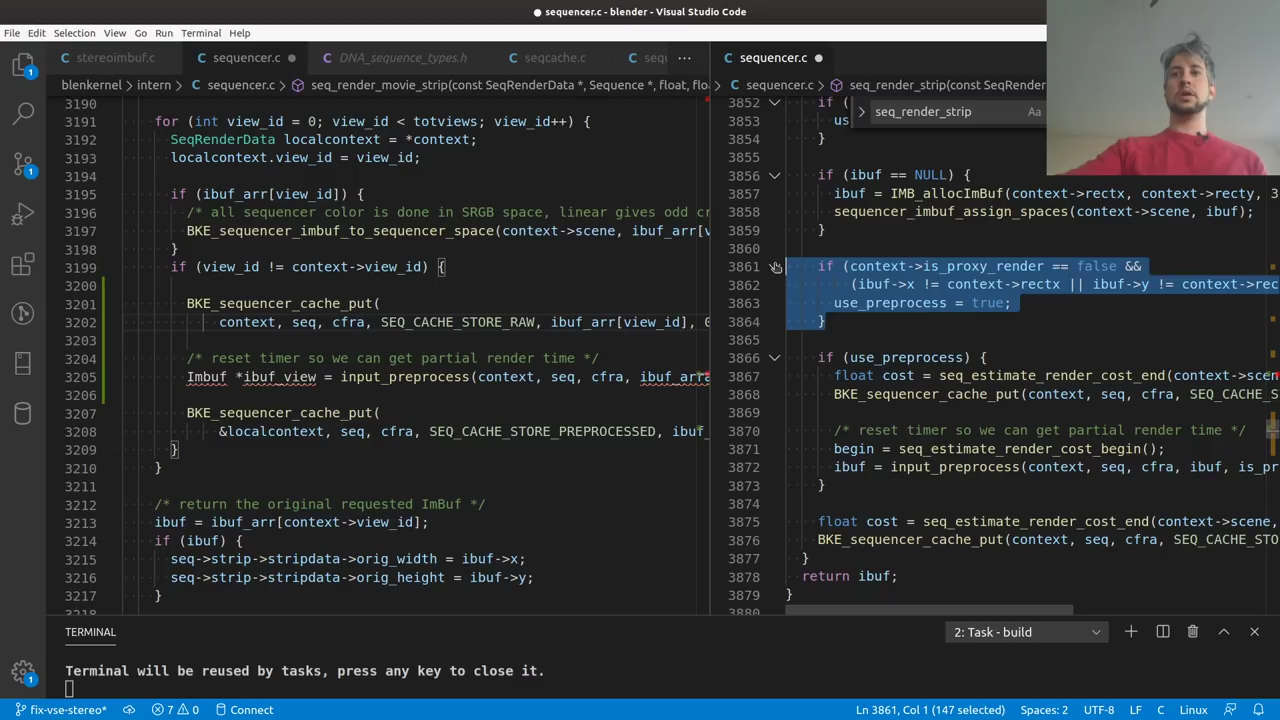 sequencer.c - blender - Visual Studio Code
File Edit Selection View Go Run Terminal Help
stereoimbuf.c sequencer.c DNA_sequence_types.h seqcache.c sequencer.c
blenkernel intern sequencer.c seq_render_movie_strip(const SeqRenderData *, Sequence *, float, float
3190
3191 for (int view_id = 0; view_id < totviews; view_id++) {
3192 SeqRenderData localcontext = *context;
3193 localcontext.view_id = view_id;
3194
3195 if (ibuf_arr[view_id]) {
3196 /* all sequencer color is done in SRGB space, linear gives odd cr
3197 BKE_sequencer_imbuf_to_sequencer_space(context->scene, ibuf_arr[v
3198 }
3199 if (view_id != context->view_id) {
3200
3201 BKE_sequencer_cache_put(
3202 context, seq, cfra, SEQ_CACHE_STORE_RAW, ibuf_arr[view_id], 0
3203
3204 /* reset timer so we can get partial render time */
3205 Imbuf *ibuf_view = input_preprocess(context, seq, cfra, ibuf_arra
3206
3207 BKE_sequencer_cache_put(
3208 &localcontext, seq, cfra, SEQ_CACHE_STORE_PREPROCESSED, ibuf_
3209 }
3210 }
3211
3212 /* return the original requested ImBuf */
3213 ibuf = ibuf_arr[context->view_id];
3214 if (ibuf) {
3215 seq->strip->stripdata->orig_width = ibuf->x;
3216 seq->strip->stripdata->orig_height = ibuf->y;
3217 }
3218
blenkernel intern sequencer.c seq_render_strip(const SeqRenderData
seq_render_strip Aa
3852 if (
3853 us
3854 }
3855
3856 if (ibuf == NULL) {
3857 ibuf = IMB_allocImBuf(context->rectx, context->recty, 3
3858 sequencer_imbuf_assign_spaces(context->scene, ibuf);
3859 }
3860
3861 if (context->is_proxy_render == false &&
3862 (ibuf->x != context->rectx || ibuf->y != context->rec
3863 use_preprocess = true;
3864 }
3865
3866 if (use_preprocess) {
3867 float cost = seq_estimate_render_cost_end(context->scen
3868 BKE_sequencer_cache_put(context, seq, cfra, SEQ_CACHE_S
3869
3870 /* reset timer so we can get partial render time */
3871 begin = seq_estimate_render_cost_begin();
3872 ibuf = input_preprocess(context, seq, cfra, ibuf, is_pr
3873 }
3874
3875 float cost = seq_estimate_render_cost_end(context->scene,
3876 BKE_sequencer_cache_put(context, seq, cfra, SEQ_CACHE_STO
3877 }
3878 return ibuf;
3879 }
3880
TERMINAL 2: Task - build
Terminal will be reused by tasks, press any key to close it.
fix-vse-stereo* 7 0 Connect Ln 3861, Col 1 (147 selected) Spaces: 2 UTF-8 LF C Linux